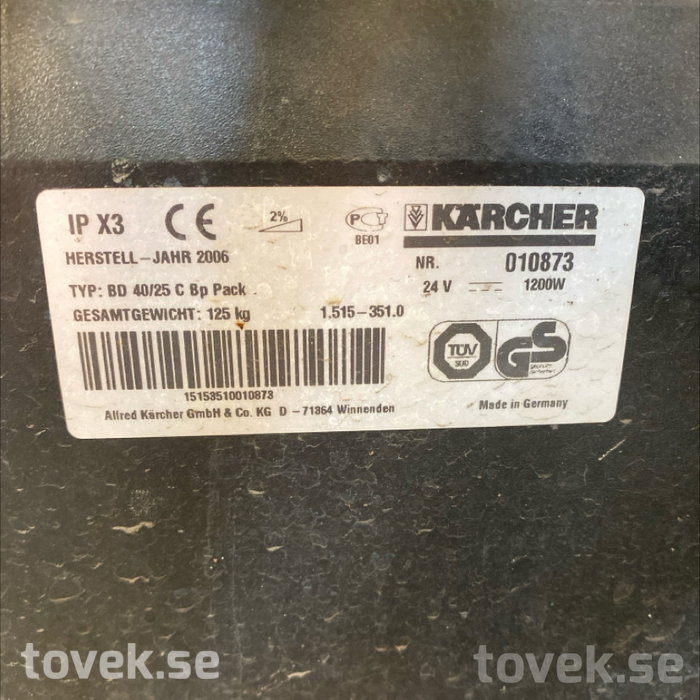 IP X3 CE 2% P BE01 KÄRCHER
HERSTELL-JAHR 2006 NR. 010873
TYP: BD 40/25 C Bp Pack 24 V 1200W
GESAMTGEWICHT: 125 kg 1.515-351.0
TÜV SÜD GS
15153510010873
Alfred Kärcher GmbH & Co. KG D-71364 Winnenden Made in Germany
tovek.se tovek.se